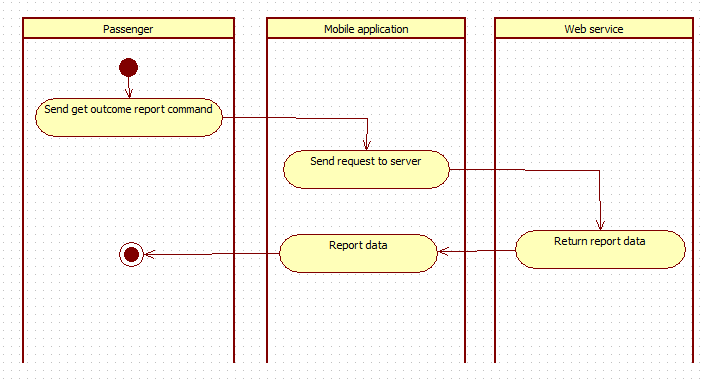 Passenger
Mobile application
Web service
Send get outcome report command
Send request to server
Return report data
Report data